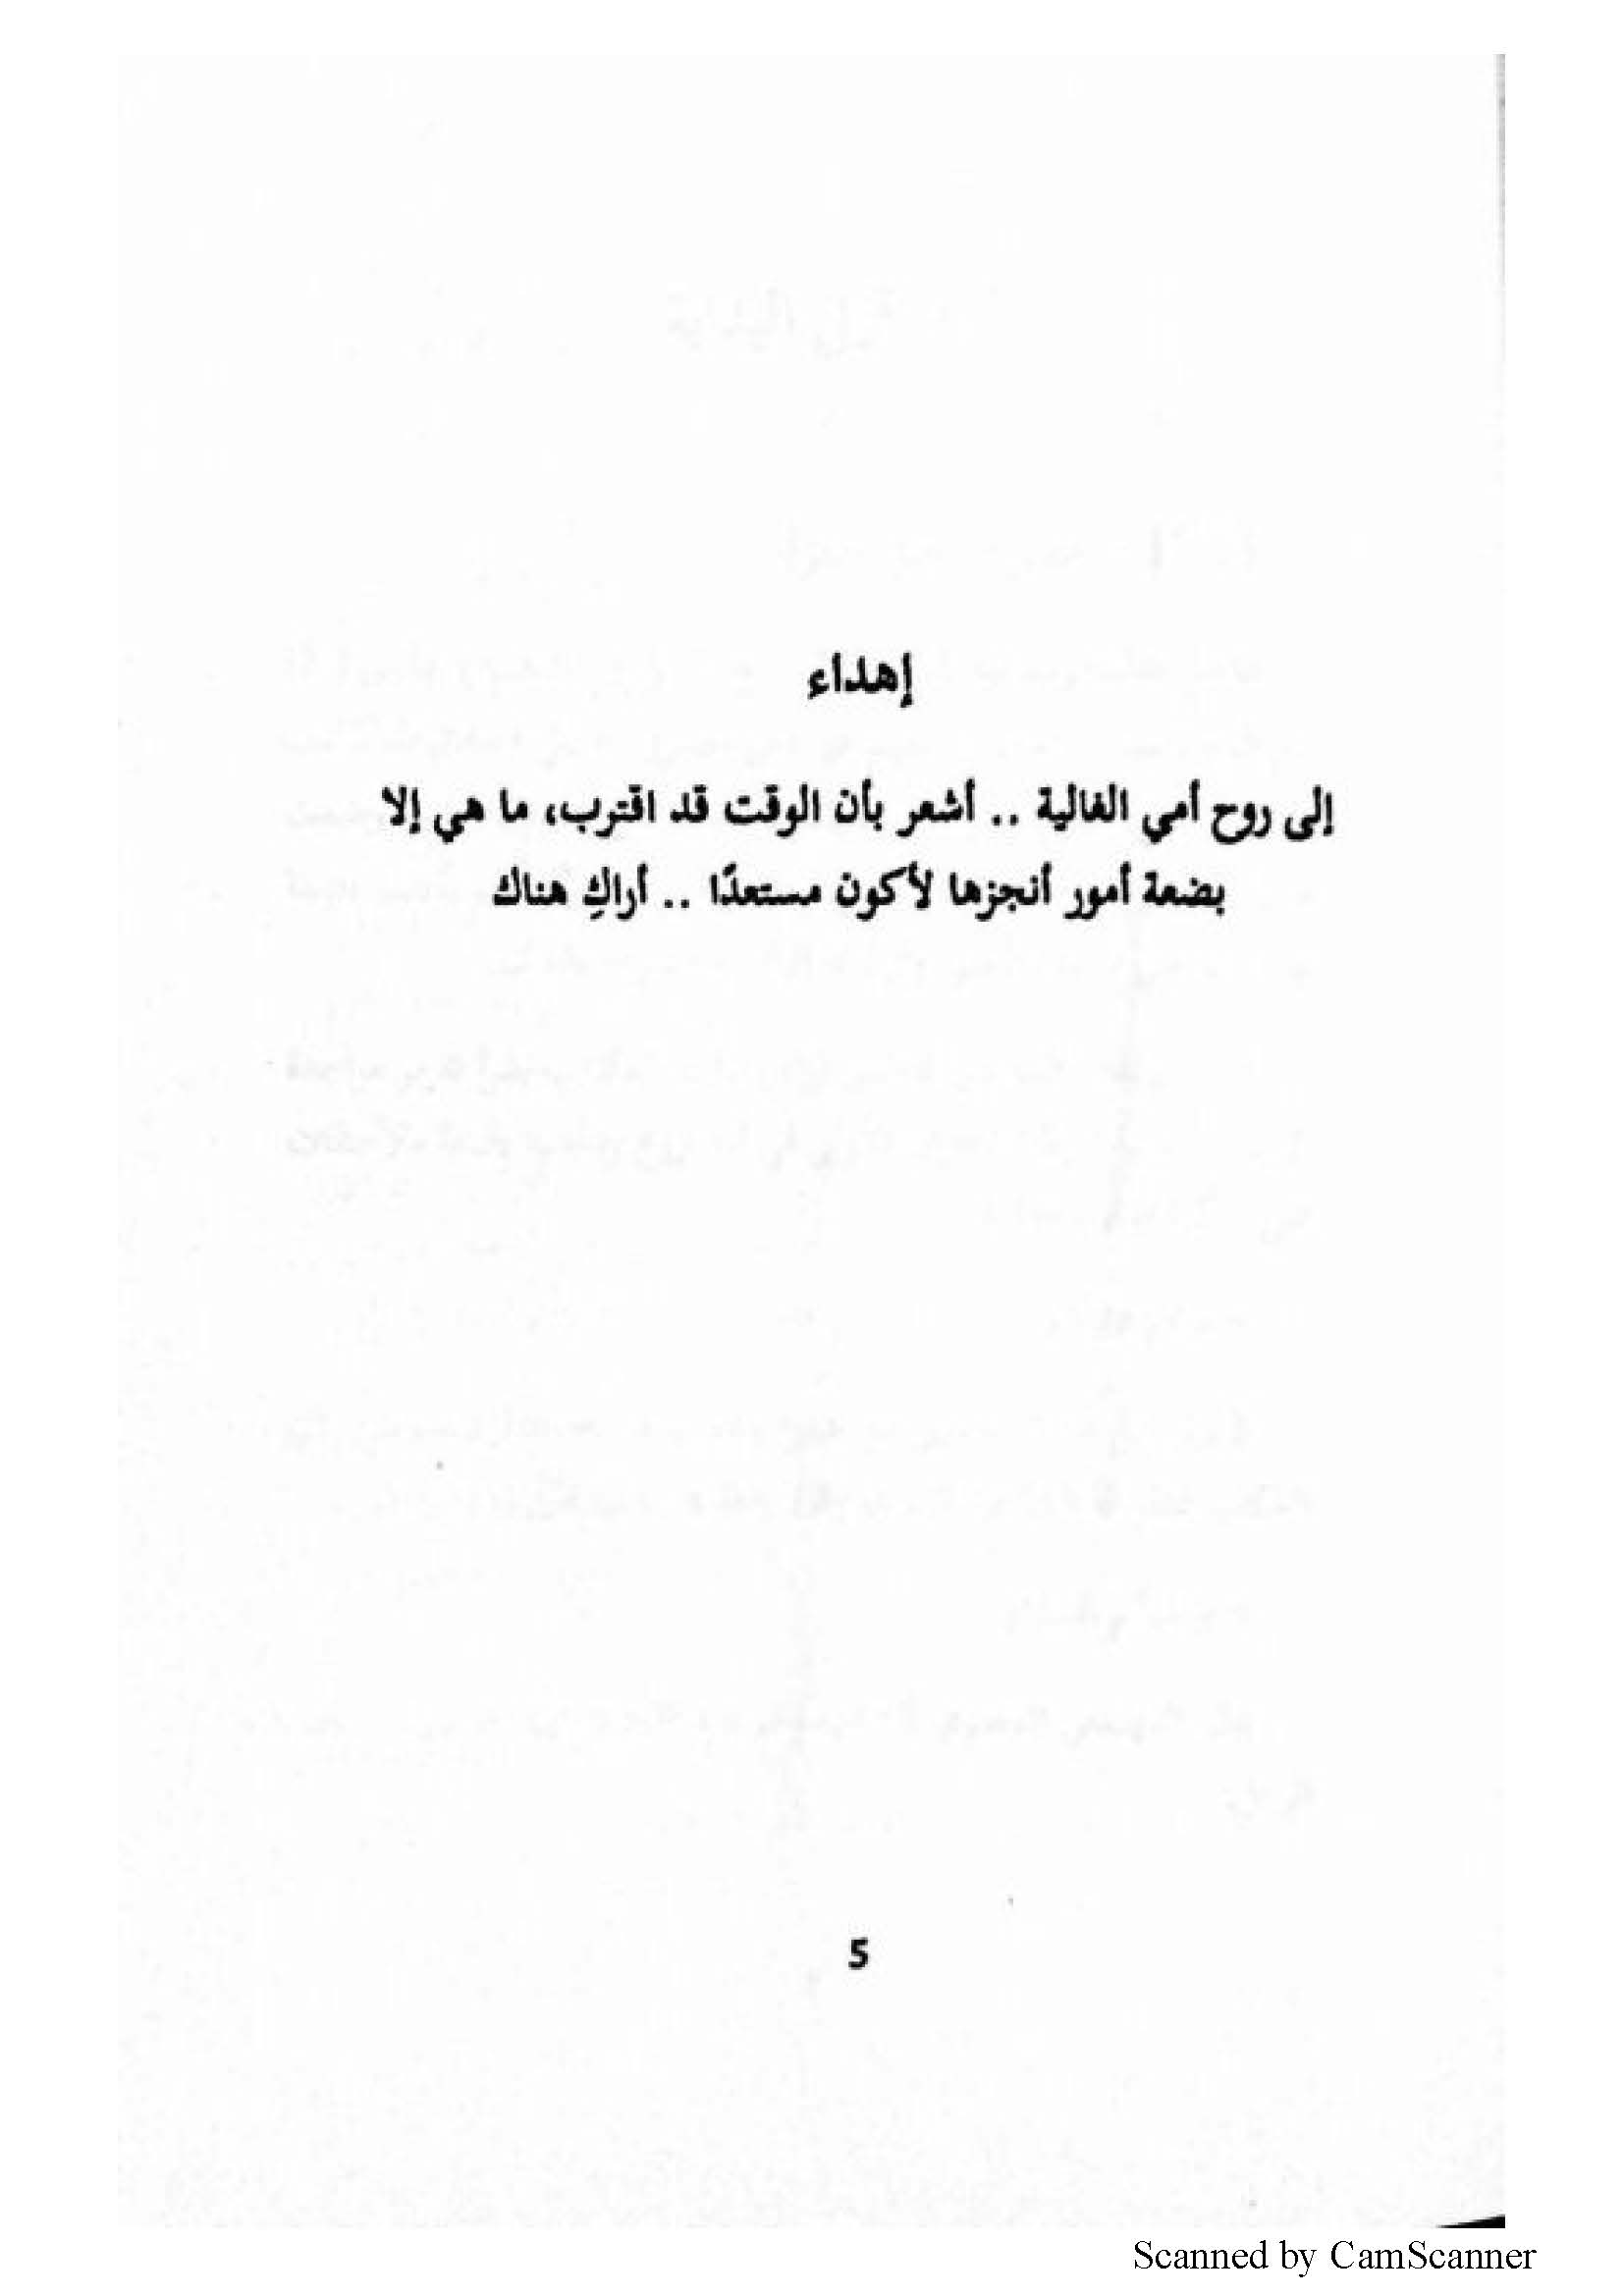 إهداء
إلى روح أمي الغالية .. أشعر بأن الوقت قد اقترب، ما هي إلا
بضعة أمور أنجزها لأكون مستعدًا .. أراكِ هناك
5
Scanned by CamScanner